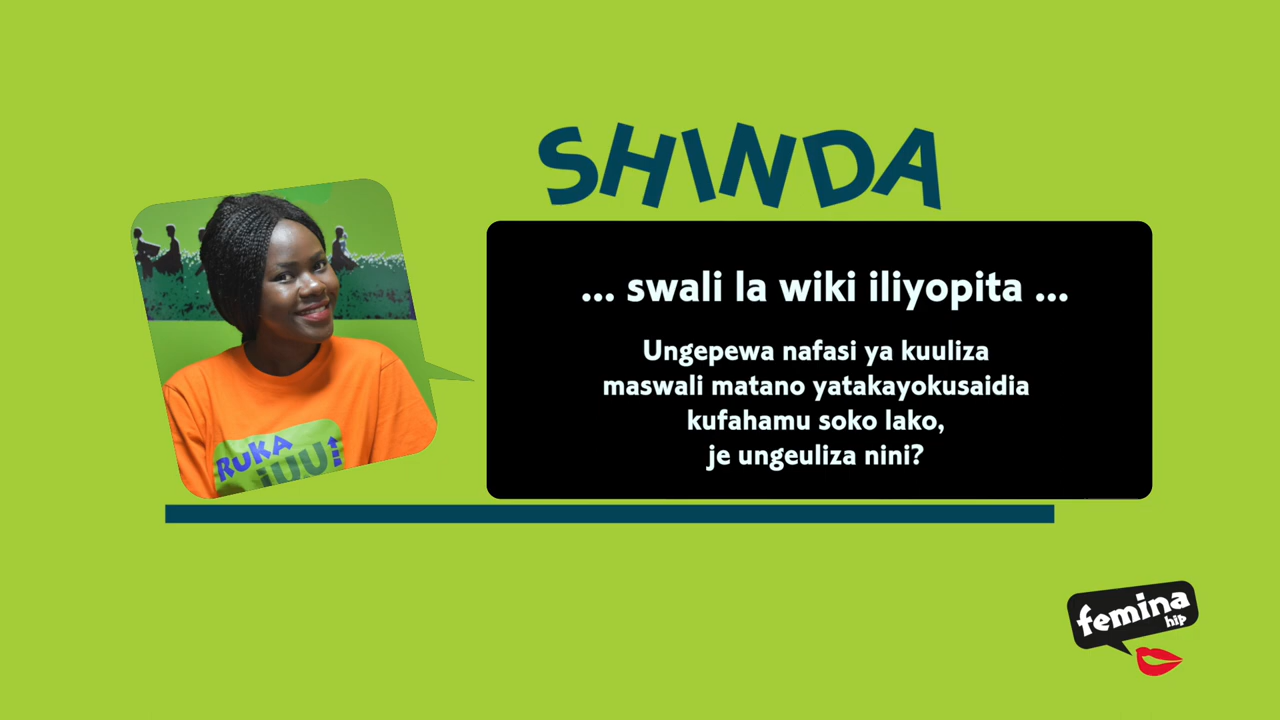 SHINDA
... swali la wiki iliyopita ...
Ungepewa nafasi ya kuuliza
maswali matano yatakayokusaidia
kufahamu soko lako,
je ungeuliza nini?
RUKA
JUU
femina
hip